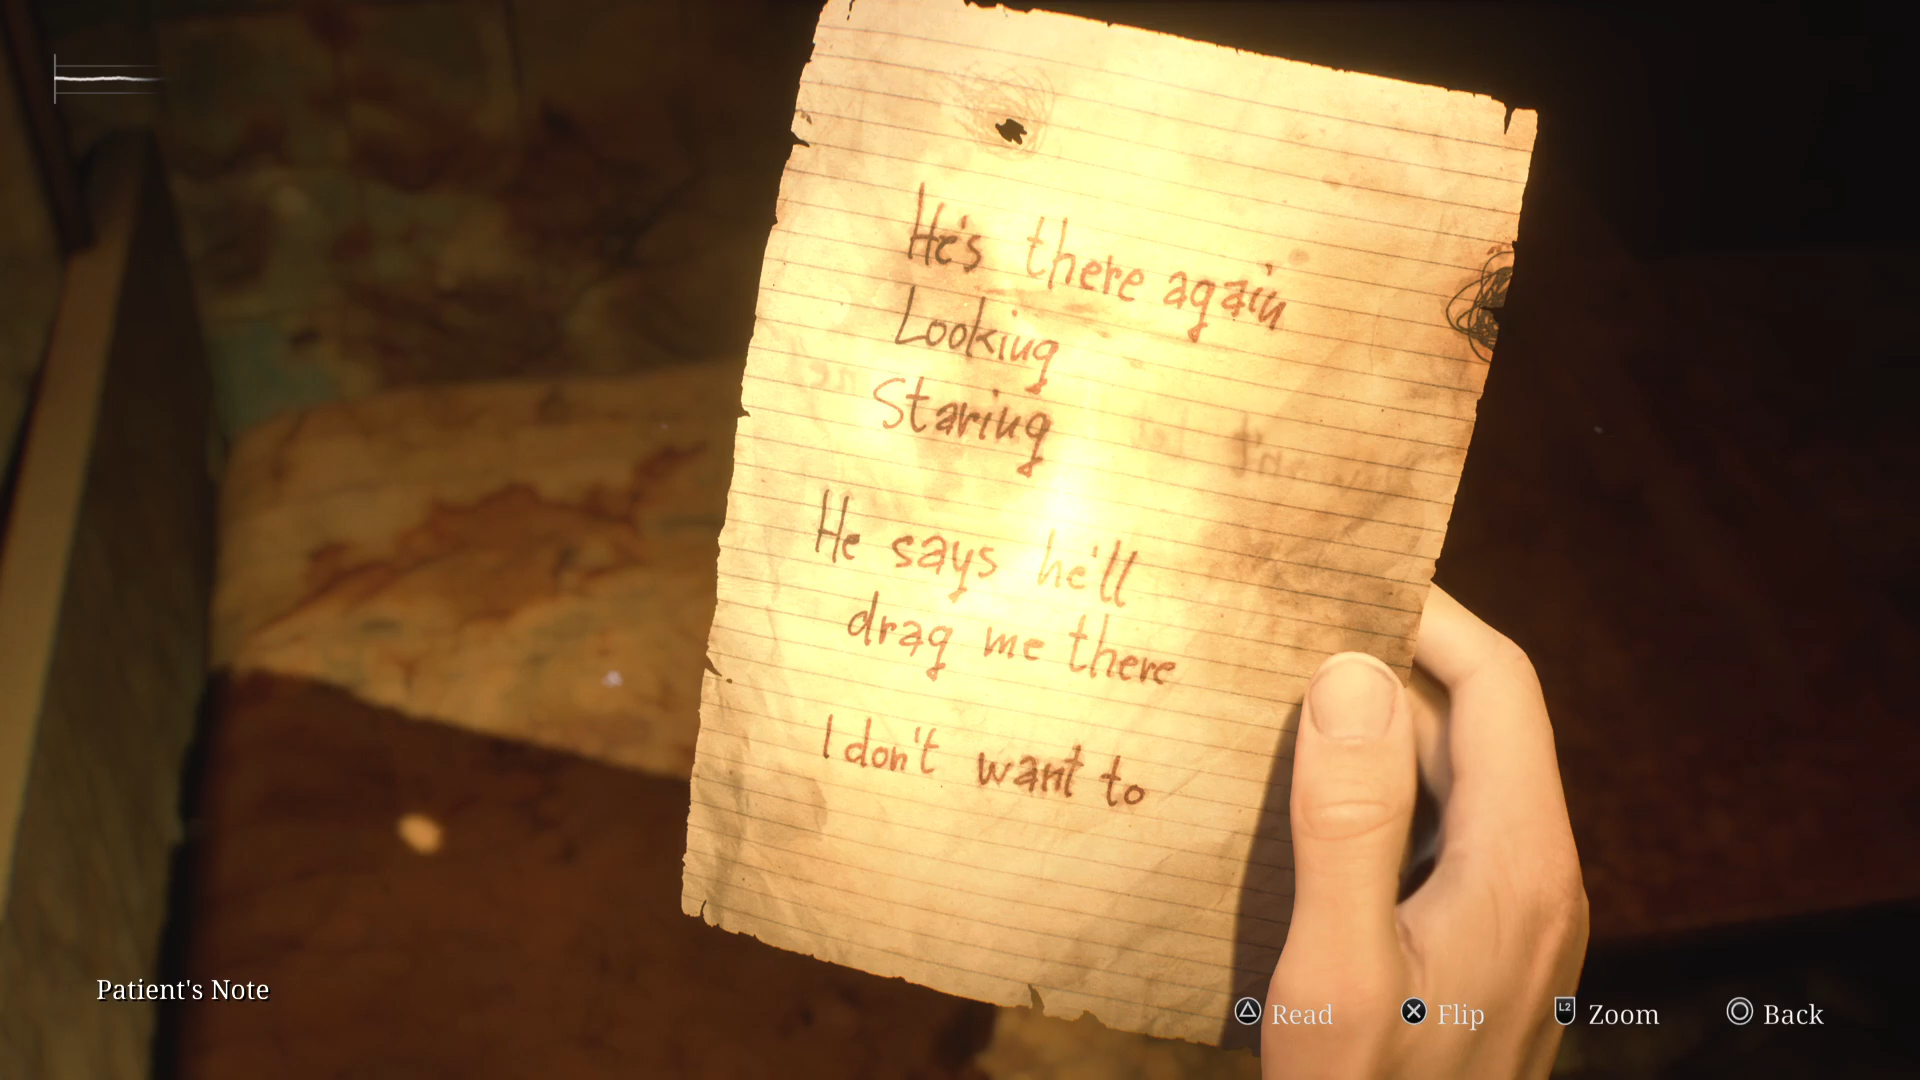 He's there again
Looking
Staring
He says he'll
drag me there
I don't want to
Patient's Note
Read
Flip
L2 Zoom
Back